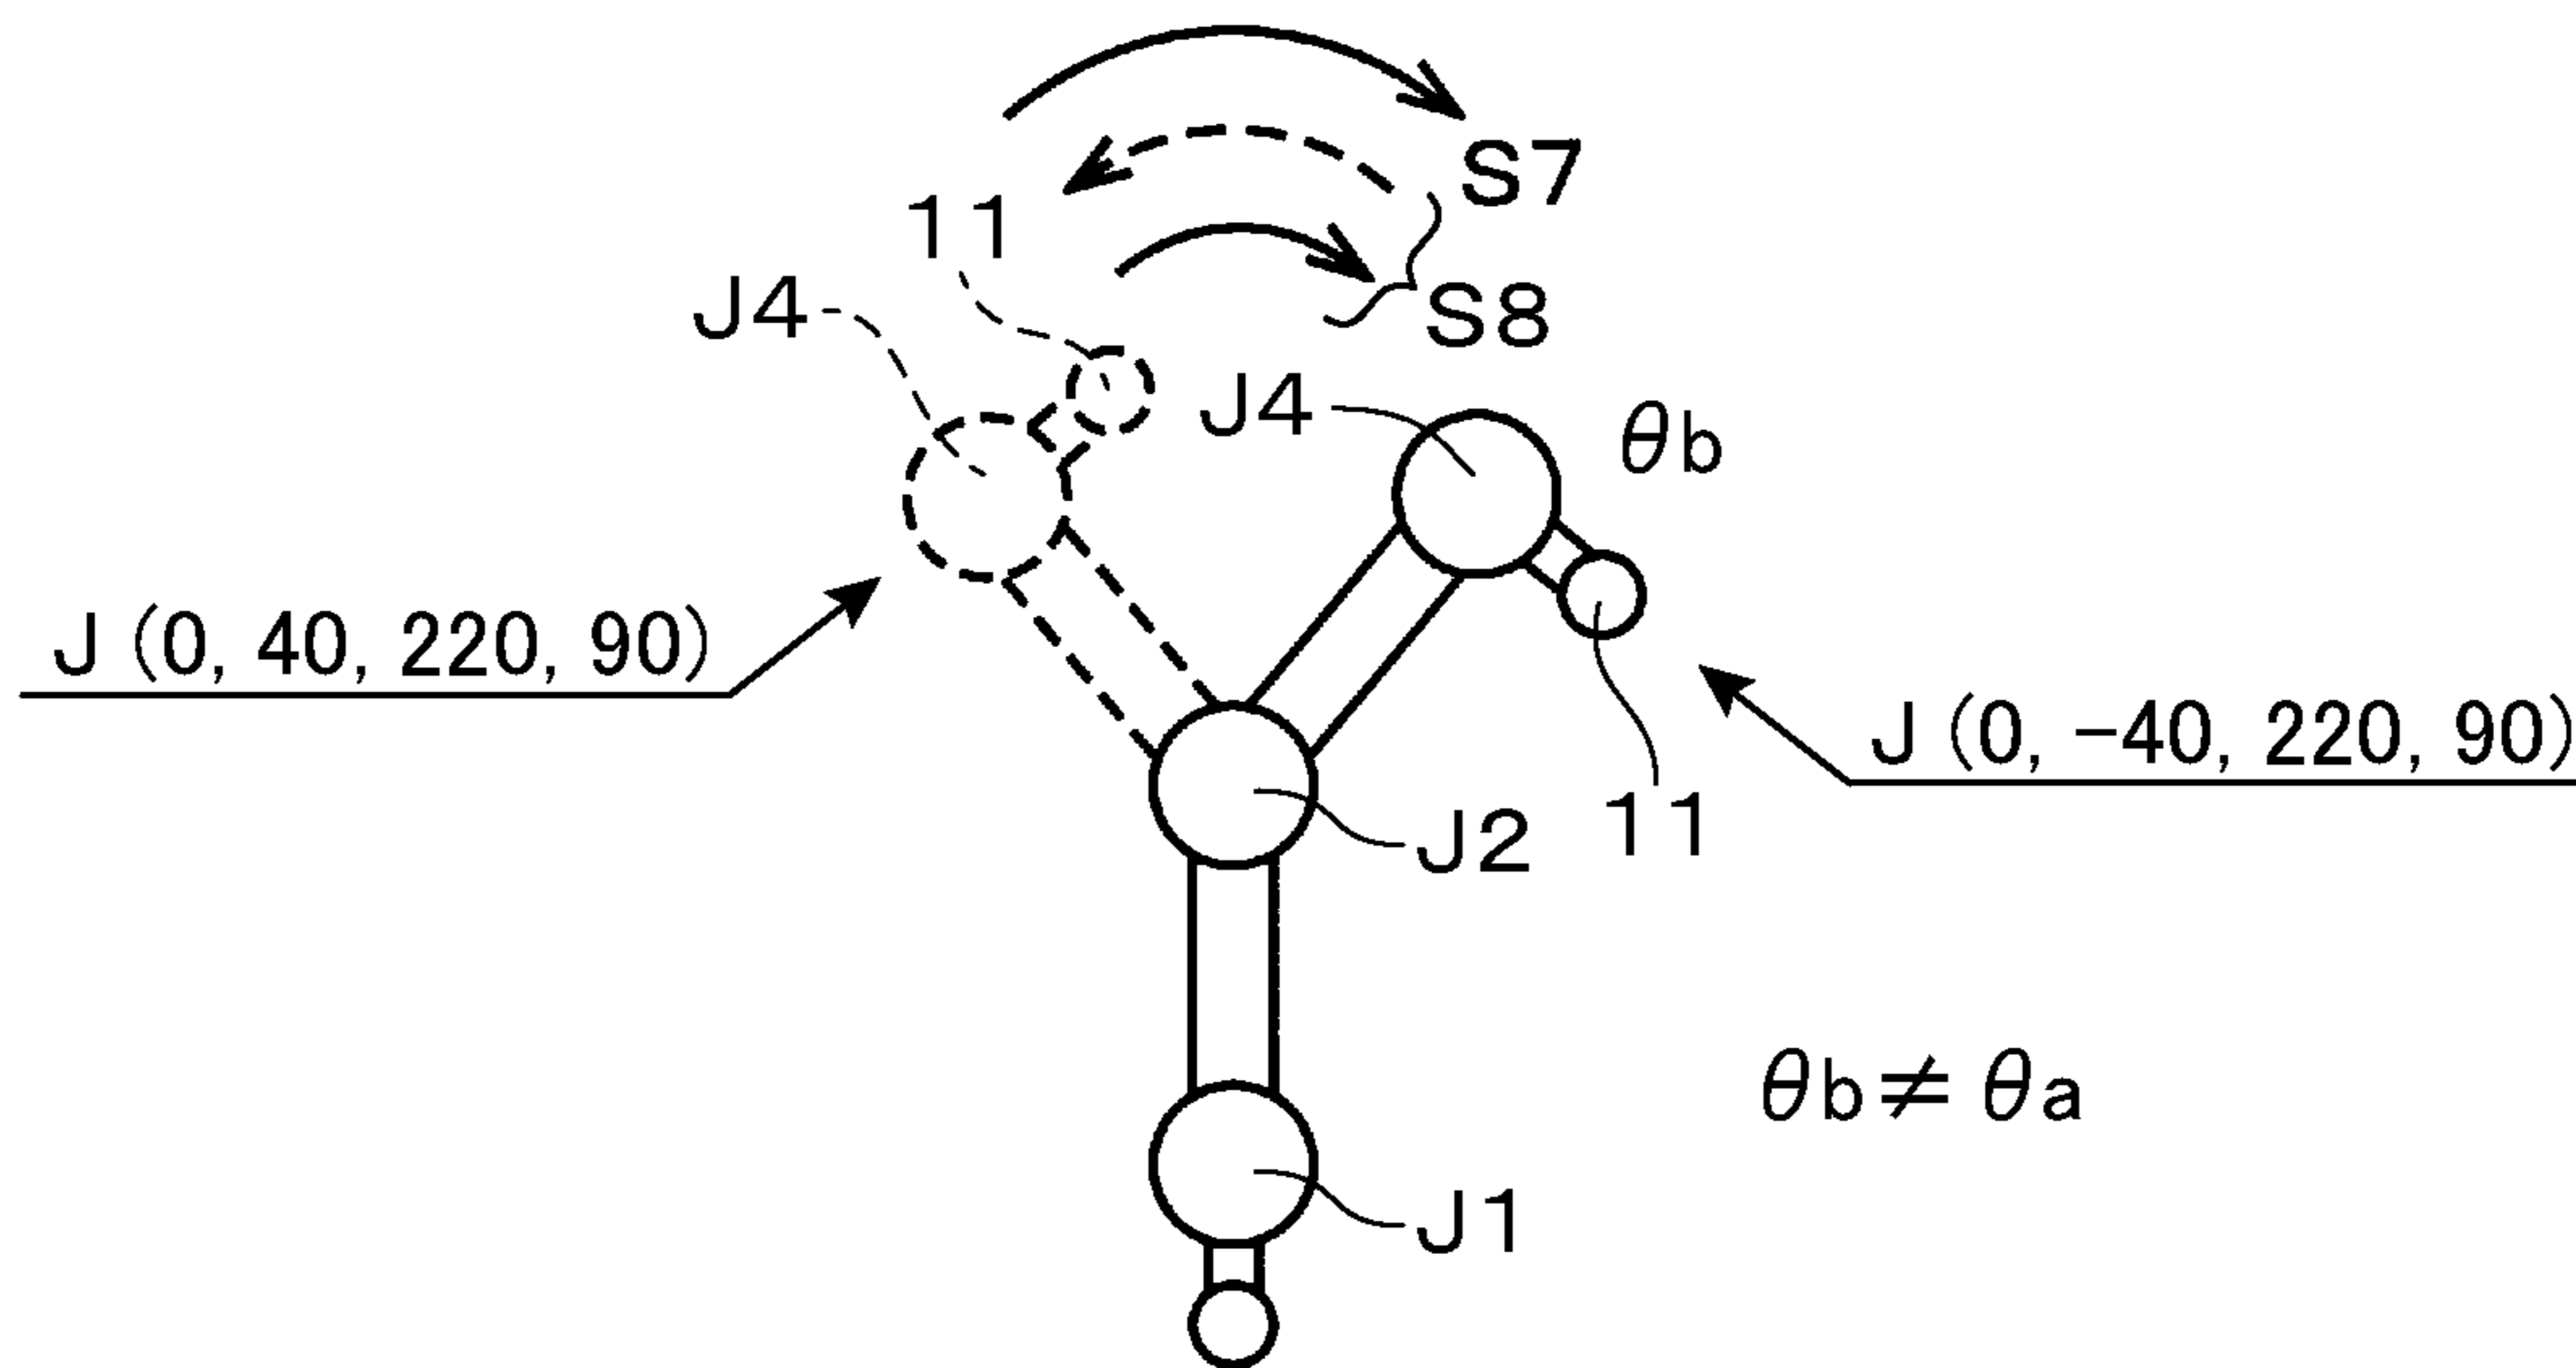 S7
11
J4
S8
J4
θb
J (0, 40, 220, 90)
J (0, -40, 220, 90)
11
J2
θb≠θa
J1